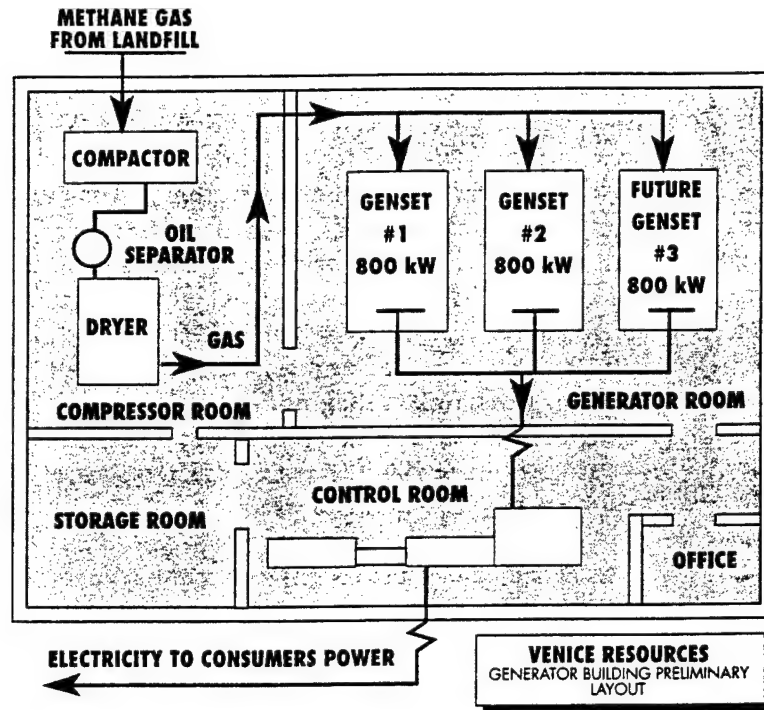 METHANE GAS
FROM LANDFILL
COMPACTOR
OIL
SEPARATOR
DRYER
GAS
COMPRESSOR ROOM
GENSET
#1
800 kW
GENSET
#2
800 kW
FUTURE
GENSET
#3
800 kW
GENERATOR ROOM
STORAGE ROOM
CONTROL ROOM
OFFICE
ELECTRICITY TO CONSUMERS POWER
VENICE RESOURCES
GENERATOR BUILDING PRELIMINARY
LAYOUT